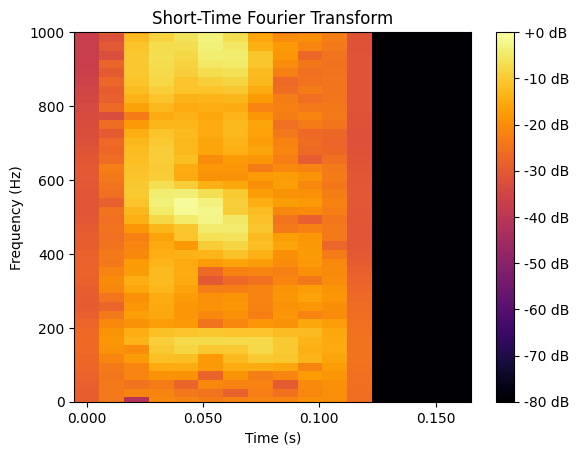 Short-Time Fourier Transform
Frequency (Hz)
1000
800
600
400
200
0
0.000 0.050 0.100 0.150
Time (s)
+0 dB
-10 dB
-20 dB
-30 dB
-40 dB
-50 dB
-60 dB
-70 dB
-80 dB